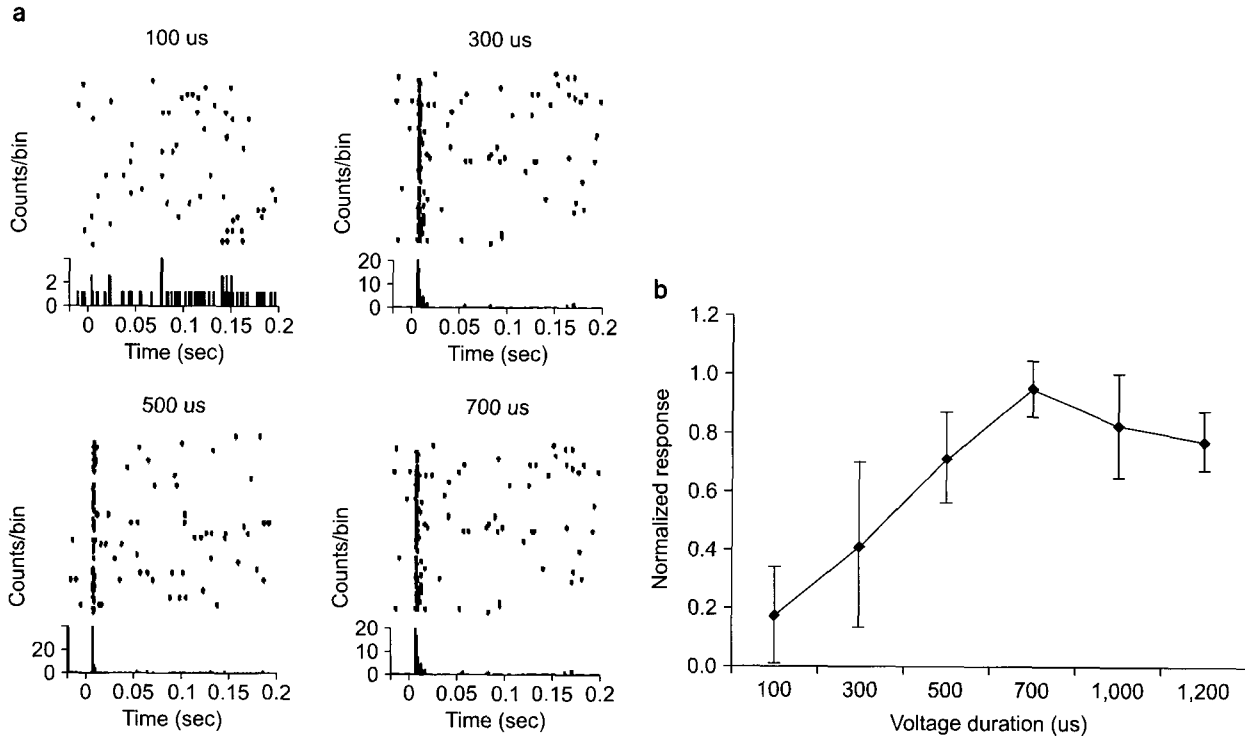 a
100 us
Counts/bin
2
0
0 0.05 0.1 0.15 0.2
Time (sec)
300 us
Counts/bin
20
10
0
0 0.05 0.1 0.15 0.2
Time (sec)
500 us
Counts/bin
20
0
0 0.05 0.1 0.15 0.2
Time (sec)
700 us
Counts/bin
20
10
0
0 0.05 0.1 0.15 0.2
Time (sec)
b
Normalized response
1.2
1.0
0.8
0.6
0.4
0.2
0.0
100 300 500 700 1,000 1,200
Voltage duration (us)